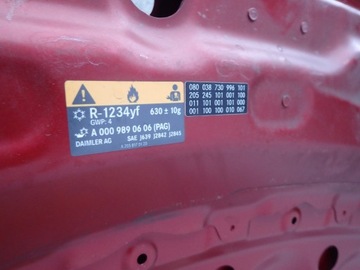 R-1234yf 630 ± 10g
GWP: 4
A 000 989 06 06 (PAG)
DAIMLER AG SAE J639 J2842 J2845
080 038 730 996 101
205 245 101 001 100
011 101 001 101 000
001 100 100 010 067